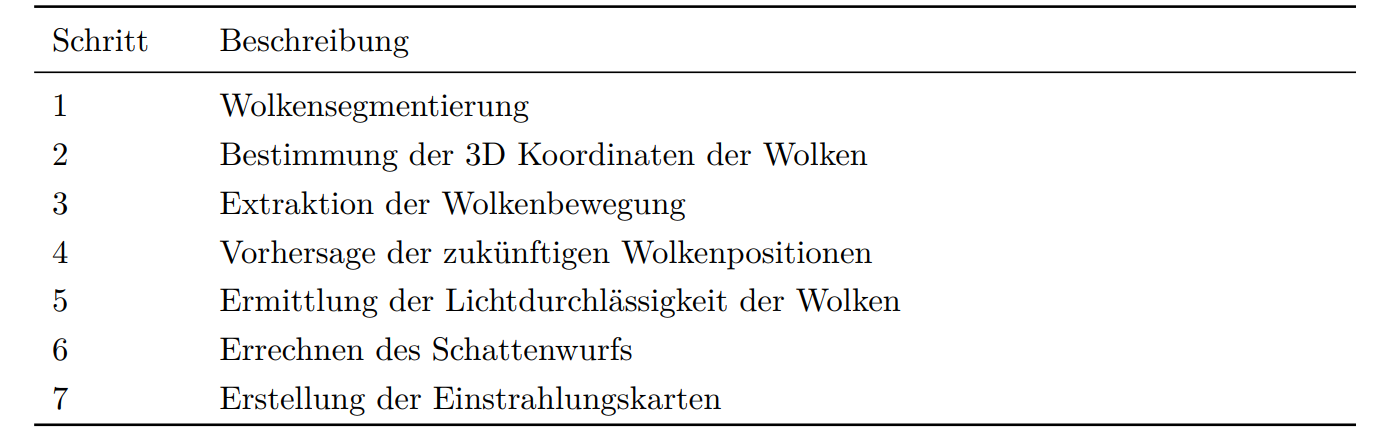 Schritt Beschreibung
1 Wolkensegmentierung
2 Bestimmung der 3D Koordinaten der Wolken
3 Extraktion der Wolkenbewegung
4 Vorhersage der zukünftigen Wolkenpositionen
5 Ermittlung der Lichtdurchlässigkeit der Wolken
6 Errechnen des Schattenwurfs
7 Erstellung der Einstrahlungskarten